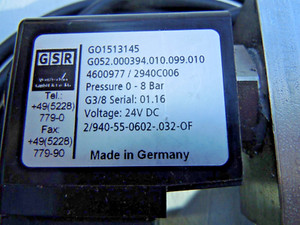 GSR
Tel.:
+49(5228)
779-0
Fax:
+49(5228)
779-90
GO1513145
G052.000394.010.099.010
4600977 / 2940C006
Pressure 0 - 8 Bar
G3/8 Serial: 01.16
Voltage: 24V DC
2/940-55-0602-.032-OF
Made in Germany